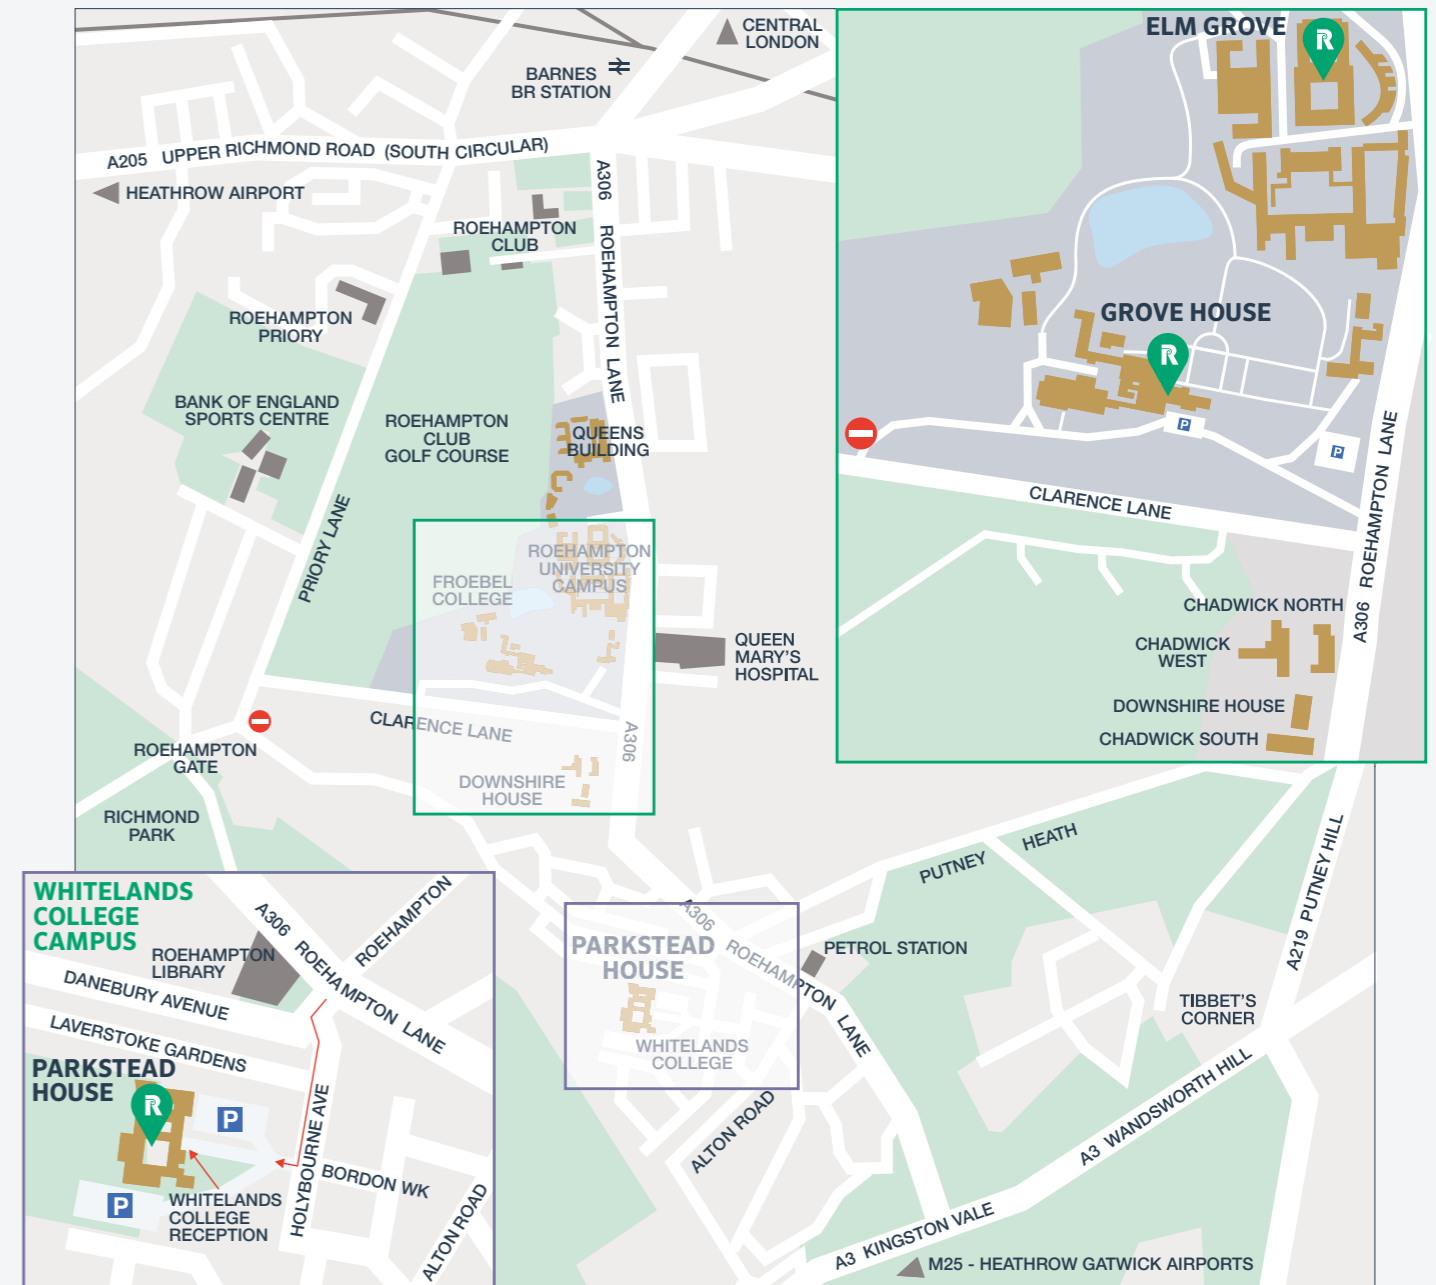 CENTRAL
LONDON
BARNES
BR STATION
A205 UPPER RICHMOND ROAD (SOUTH CIRCULAR)
HEATHROW AIRPORT
A306 ROEHAMPTON LANE
ROEHAMPTON
CLUB
ROEHAMPTON
PRIORY
BANK OF ENGLAND
SPORTS CENTRE
ROEHAMPTON
CLUB
GOLF COURSE
QUEENS
BUILDING
PRIORY LANE
ROEHAMPTON
UNIVERSITY
CAMPUS
FROEBEL
COLLEGE
QUEEN
MARY'S
HOSPITAL
CLARENCE LANE
A306
ROEHAMPTON
GATE
DOWNSHIRE
HOUSE
RICHMOND
PARK
ELM GROVE
R
GROVE HOUSE
R
P
P
CLARENCE LANE
A306 ROEHAMPTON LANE
CHADWICK NORTH
CHADWICK
WEST
DOWNSHIRE HOUSE
CHADWICK SOUTH
PUTNEY HEATH
A219 PUTNEY HILL
A306 ROEHAMPTON LANE
PARKSTEAD
HOUSE
PETROL STATION
WHITELANDS
COLLEGE
TIBBET'S
CORNER
ALTON ROAD
A3 WANDSWORTH HILL
A3 KINGSTON VALE
M25 - HEATHROW GATWICK AIRPORTS
WHITELANDS
COLLEGE
CAMPUS
A306 ROEHAMPTON LANE
ROEHAMPTON
ROEHAMPTON
LIBRARY
DANEBURY AVENUE
LAVERSTOKE GARDENS
PARKSTEAD
HOUSE
R
P
P
HOLYBOURNE AVE
BORDON WK
WHITELANDS
COLLEGE
RECEPTION
ALTON ROAD